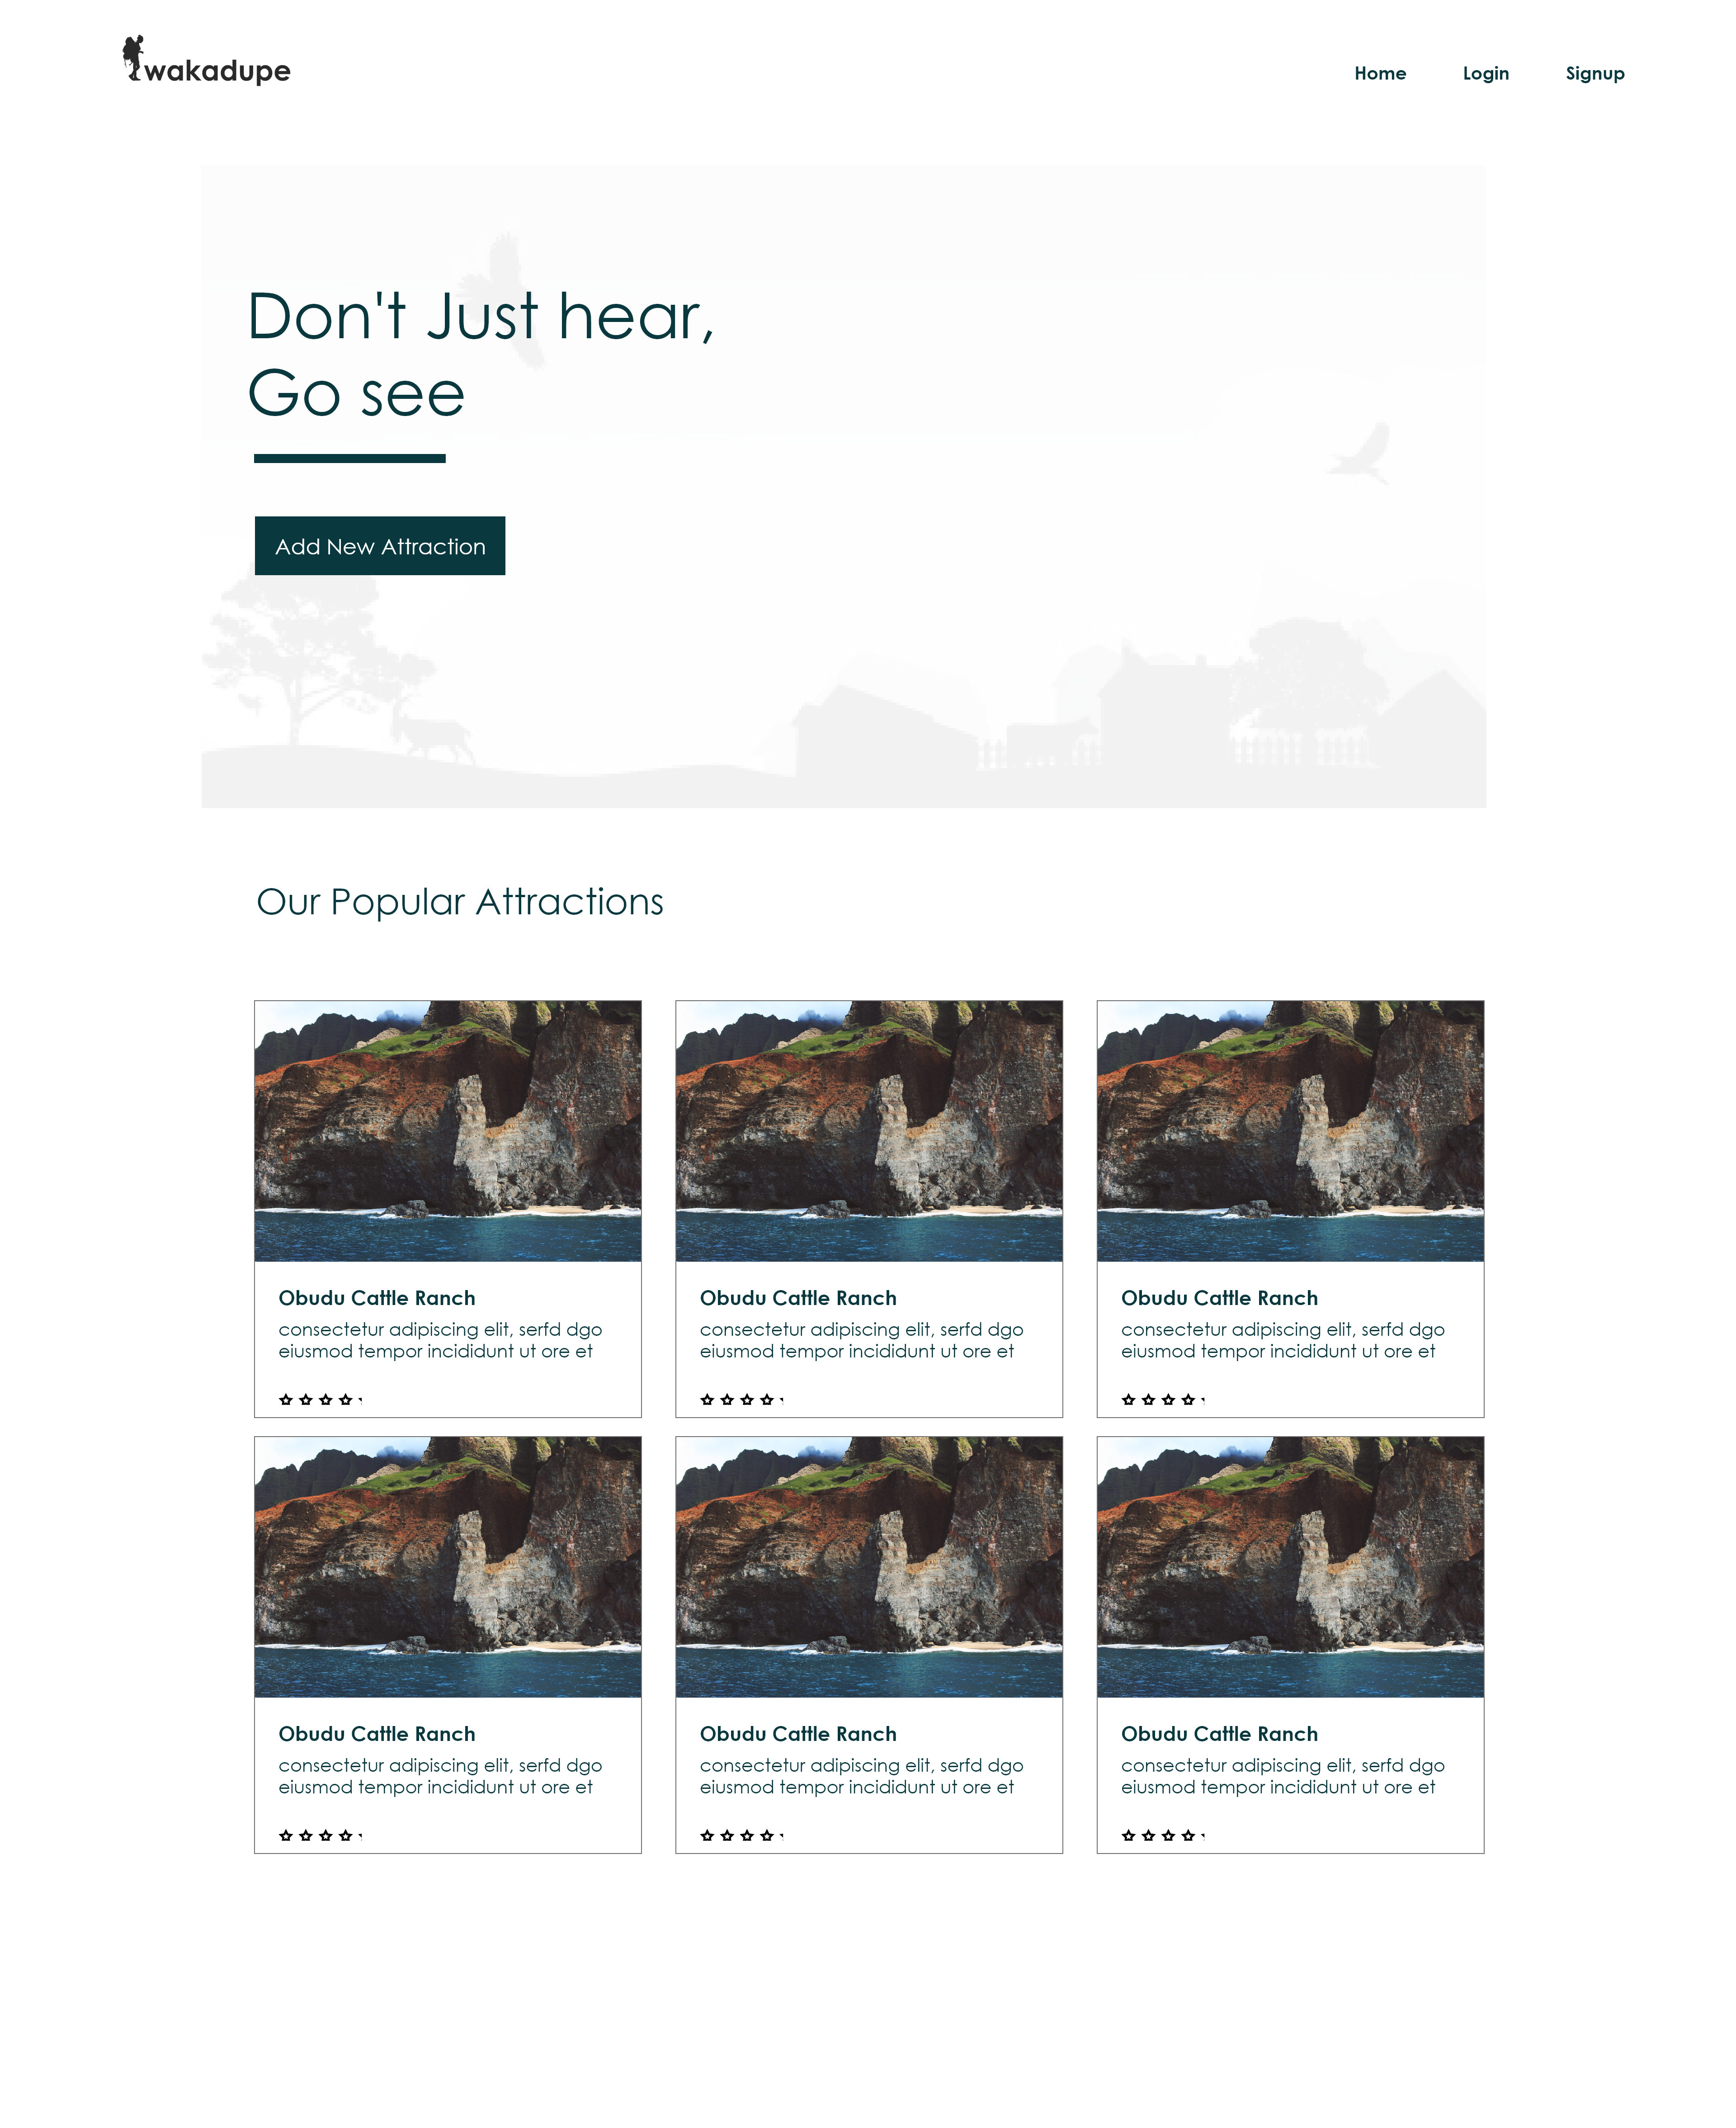 wakadupe
Home
Login
Signup
Don't Just hear,
Go see
Add New Attraction
Our Popular Attractions
Obudu Cattle Ranch
consectetur adipiscing elit, serfd dgo
eiusmod tempor incididunt ut ore et
Obudu Cattle Ranch
consectetur adipiscing elit, serfd dgo
eiusmod tempor incididunt ut ore et
Obudu Cattle Ranch
consectetur adipiscing elit, serfd dgo
eiusmod tempor incididunt ut ore et
Obudu Cattle Ranch
consectetur adipiscing elit, serfd dgo
eiusmod tempor incididunt ut ore et
Obudu Cattle Ranch
consectetur adipiscing elit, serfd dgo
eiusmod tempor incididunt ut ore et
Obudu Cattle Ranch
consectetur adipiscing elit, serfd dgo
eiusmod tempor incididunt ut ore et